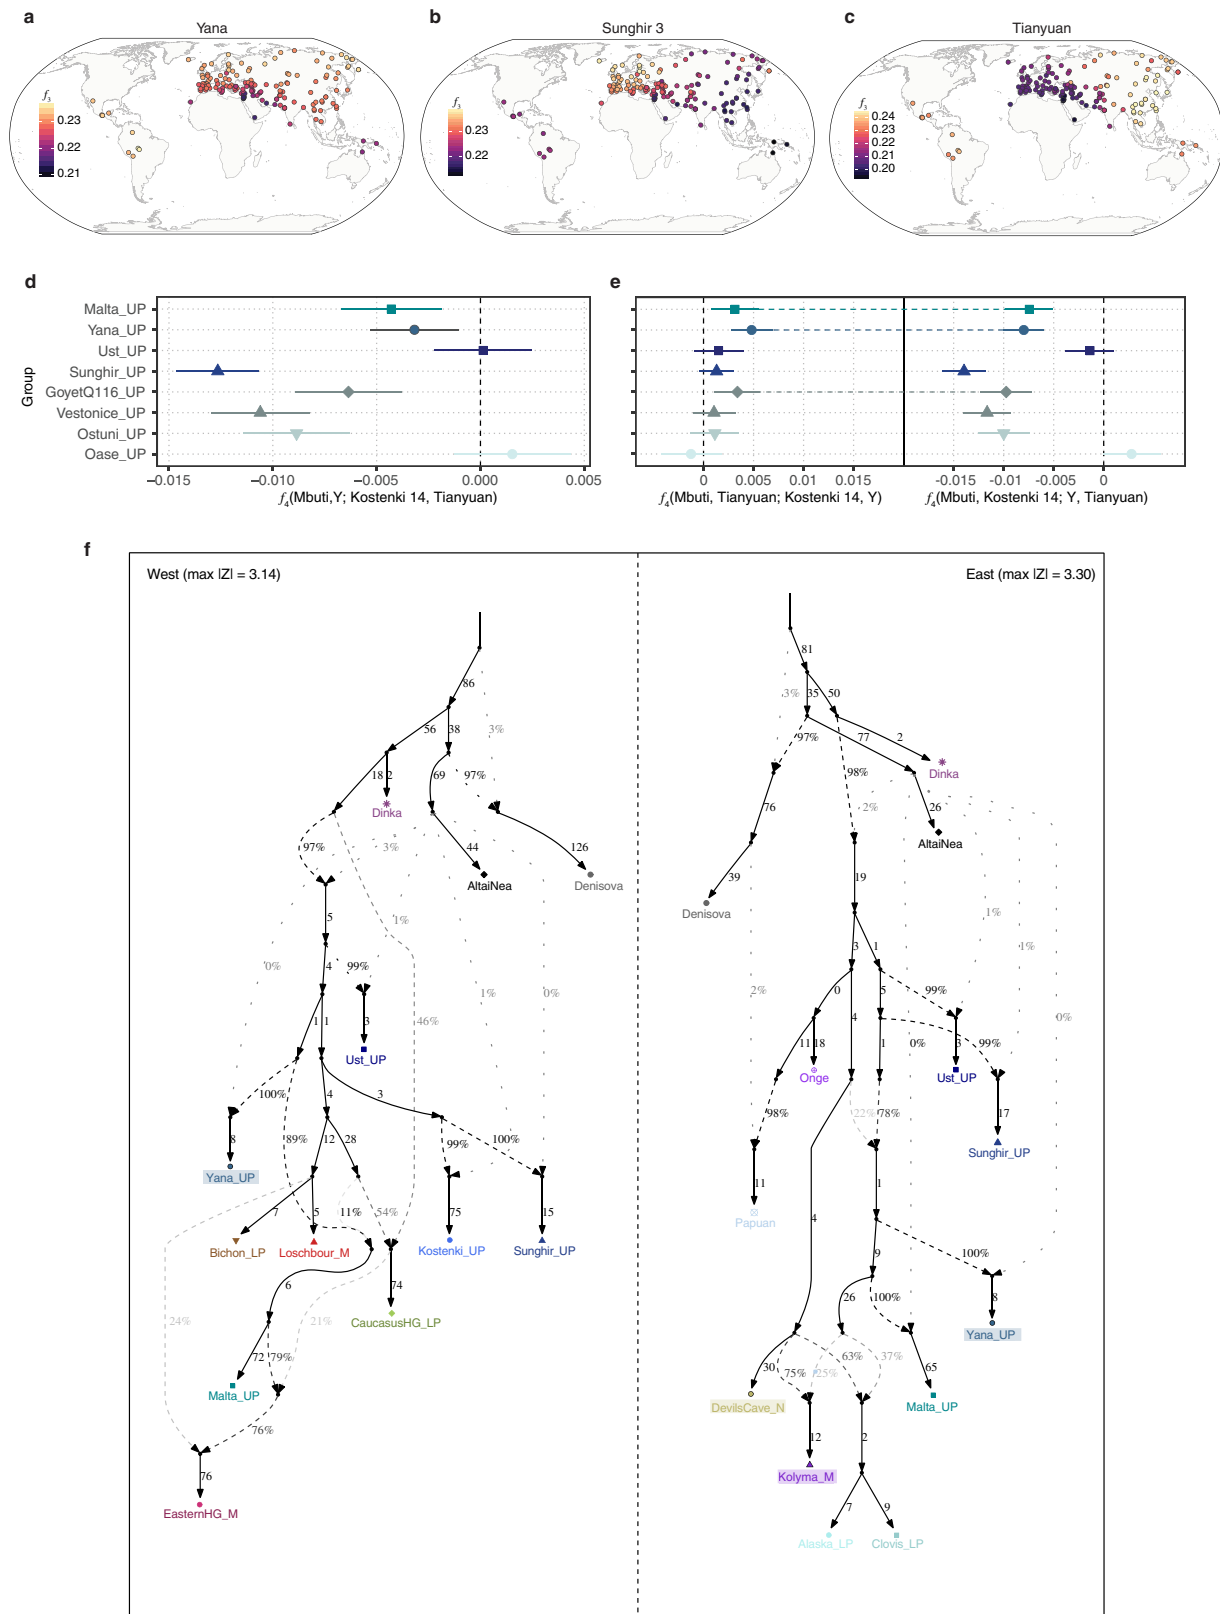 a
b
c
Yana
Sunghir 3
Tianyuan
f3
0.23
0.22
0.21
f3
0.23
0.22
f3
0.24
0.23
0.22
0.21
0.20
d
e
Group
Malta_UP
Yana_UP
Ust_UP
Sunghir_UP
GoyetQ116_UP
Vestonice_UP
Ostuni_UP
Oase_UP
−0.015
−0.010
−0.005
0.000
0.005
f4(Mbuti,Y; Kostenki 14, Tianyuan)
0
0.005
0.01
0.015
-0.015
-0.01
-0.005
0
f4(Mbuti, Tianyuan; Kostenki 14, Y)
f4(Mbuti, Kostenki 14; Y, Tianyuan)
f
West (max |Z| = 3.14)
86
56
38
3%
18
2
69
97%
Dinka
97%
3%
44
126
AltaiNea
Denisova
5
1%
0%
4
99%
1%
0%
1
1
3
46%
Ust_UP
100%
4
3
8
89%
12
28
99%
100%
Yana_UP
7
5
11%
54%
75
15
Bichon_LP
Loschbour_M
Kostenki_UP
Sunghir_UP
6
74
24%
21%
CaucasusHG_LP
72
79%
Malta_UP
76%
76
EasternHG_M
East (max |Z| = 3.30)
81
3%
35
50
97%
77
2
Dinka
98%
76
2%
26
AltaiNea
39
19
Denisova
1%
3
1
1%
2%
0
5
99%
4
0%
11
18
1
0%
3
99%
Onge
Ust_UP
98%
22%
78%
17
Sunghir_UP
11
1
Papuan
4
9
100%
26
100%
8
Yana_UP
30
75%
25%
63%
37%
65
DevilsCave_N
Malta_UP
12
2
Kolyma_M
7
9
Alaska_LP
Clovis_LP